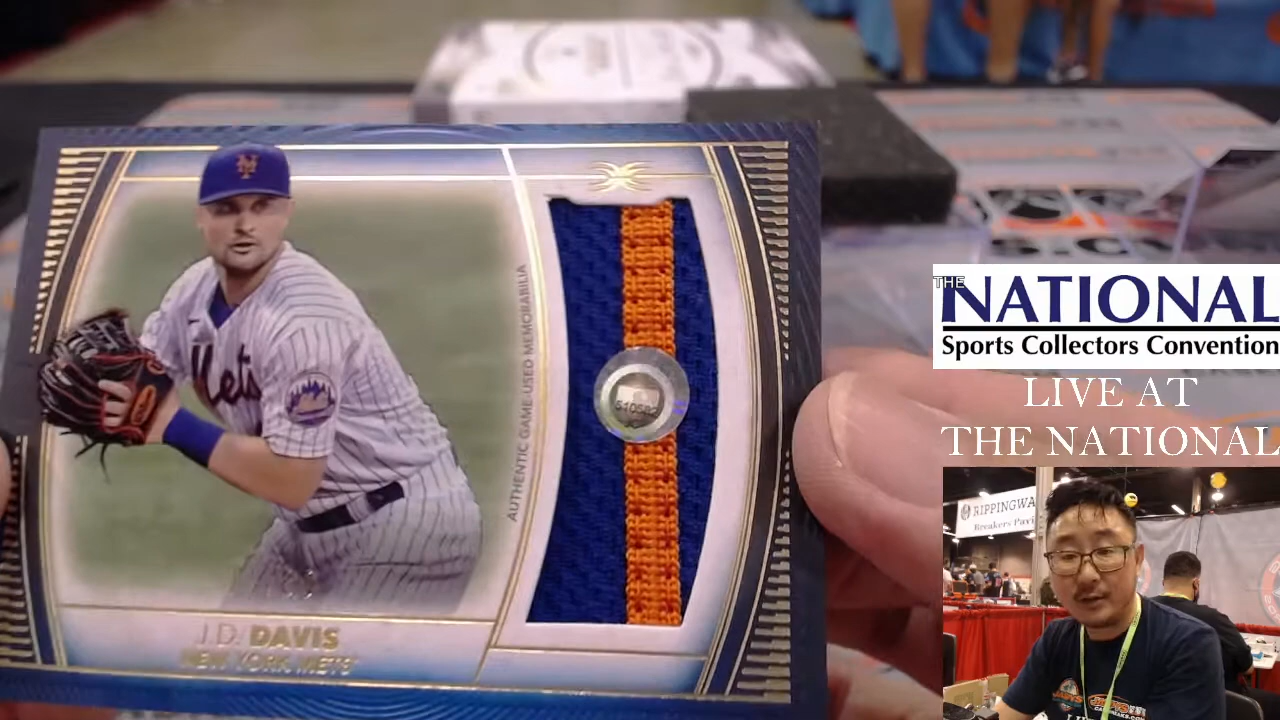 Mets
AUTHENTIC GAME-USED MEMORABILIA
510582
J.D. DAVIS
NEW YORK METS
THE
NATIONAL
Sports Collectors Convention
LIVE AT
THE NATIONAL
RIPPINGWA
Breakers Pavi